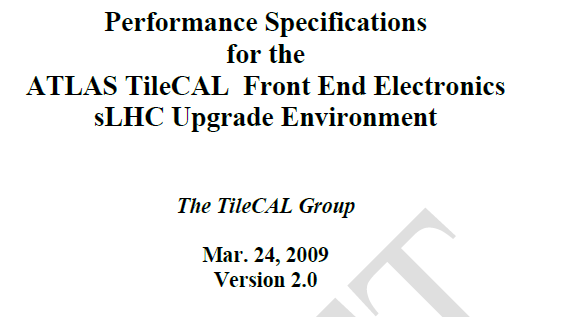 Performance Specifications
for the
ATLAS TileCAL Front End Electronics
sLHC Upgrade Environment
The TileCAL Group
Mar. 24, 2009
Version 2.0